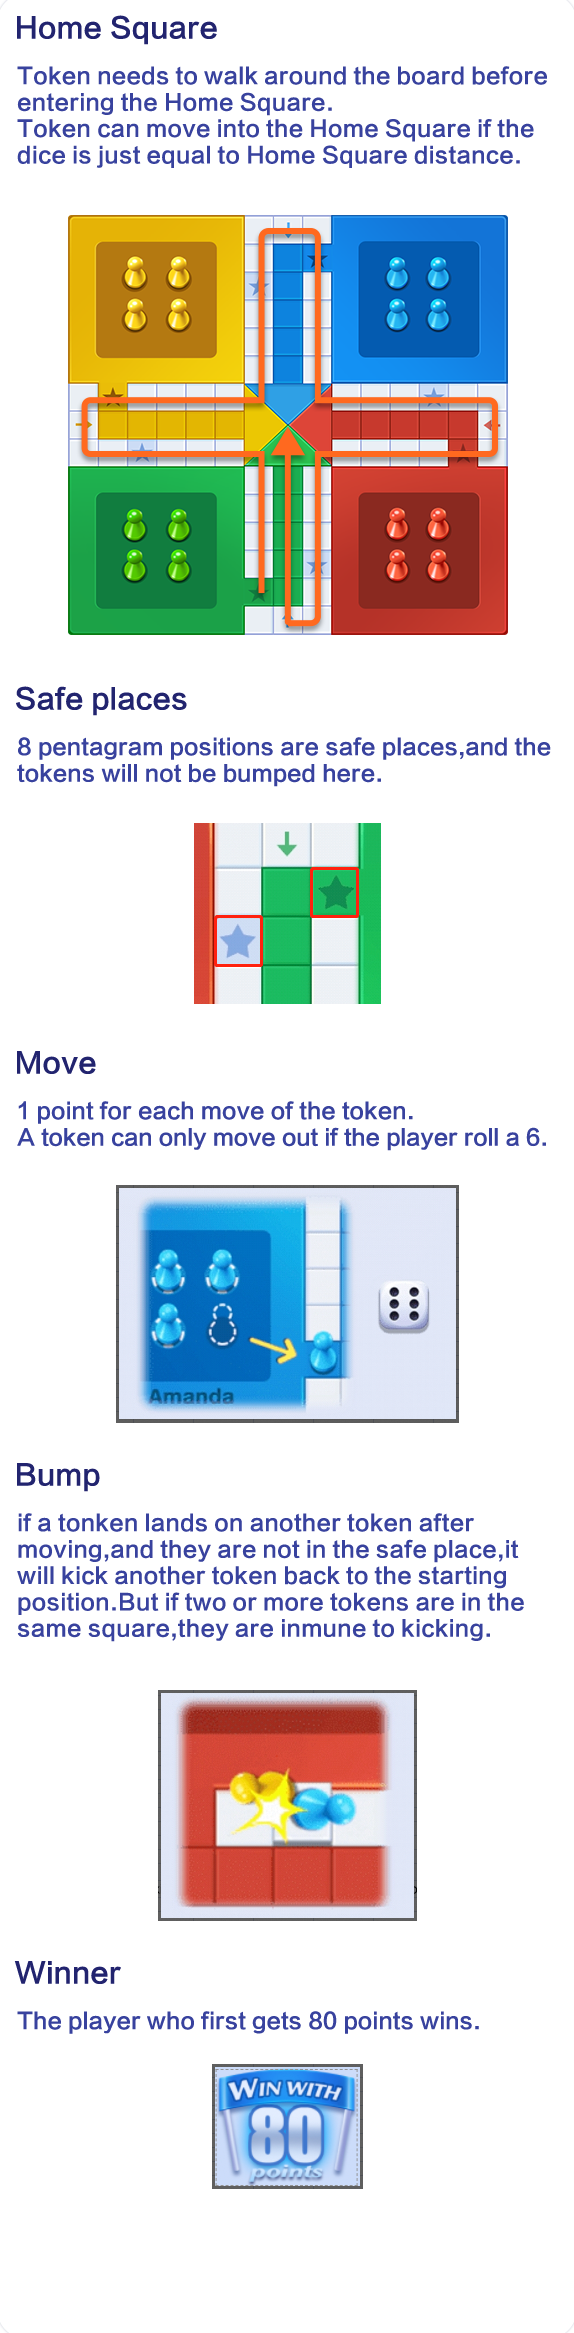 Home Square
Token needs to walk around the board before
entering the Home Square.
Token can move into the Home Square if the
dice is just equal to Home Square distance.
Safe places
8 pentagram positions are safe places,and the
tokens will not be bumped here.
Move
1 point for each move of the token.
A token can only move out if the player roll a 6.
Amanda
Bump
if a tonken lands on another token after
moving,and they are not in the safe place,it
will kick another token back to the starting
position.But if two or more tokens are in the
same square,they are inmune to kicking.
Winner
The player who first gets 80 points wins.
WIN WITH
80
points